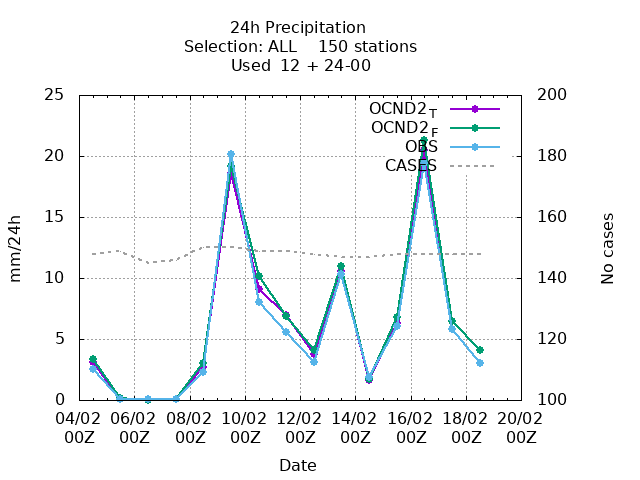 24h Precipitation
Selection: ALL 150 stations
Used 12 + 24-00
25
20
15
10
5
0
200
180
160
140
120
100
OCND2_T
OCND2_F
OBS
CASES
mm/24h
No cases
04/02 06/02 08/02 10/02 12/02 14/02 16/02 18/02 20/02
00Z 00Z 00Z 00Z 00Z 00Z 00Z 00Z 00Z
Date